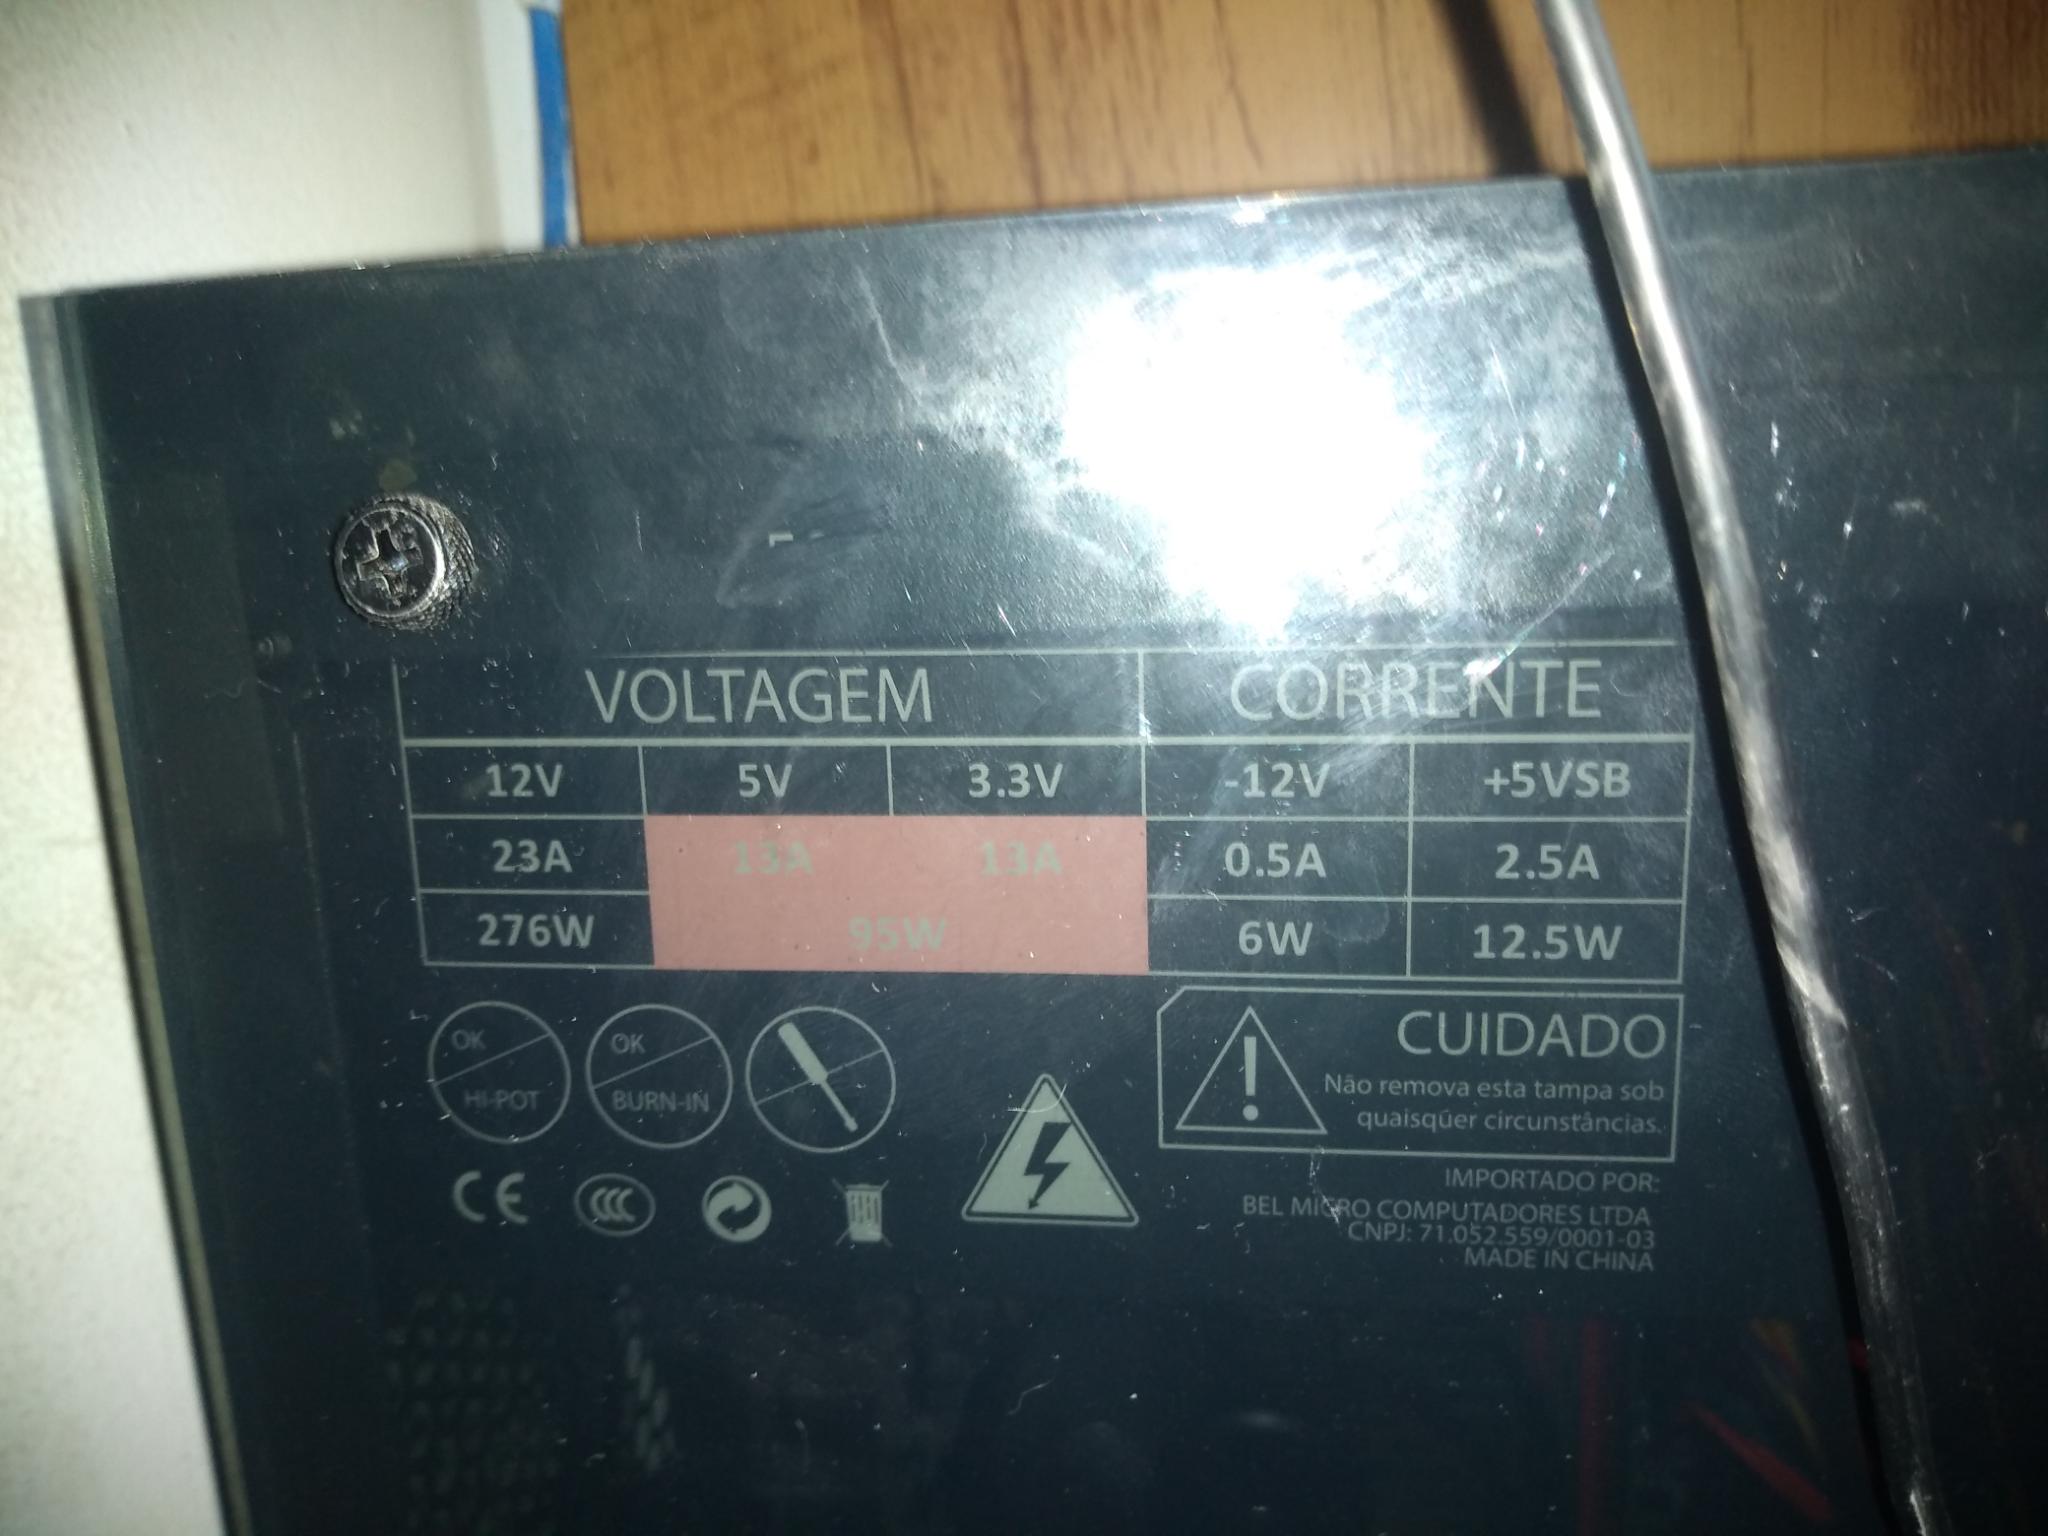 VOLTAGEM CORRENTE
12V 5V 3.3V -12V +5VSB
23A 13A 13A 0.5A 2.5A
276W 95W 6W 12.5W
OK HI-POT
OK BURN-IN
CUIDADO
Não remova esta tampa sob
quaisqúer circunstâncias.
CE CCC
IMPORTADO POR:
BEL MICRO COMPUTADORES LTDA
CNPJ: 71.052.559/0001-03
MADE IN CHINA